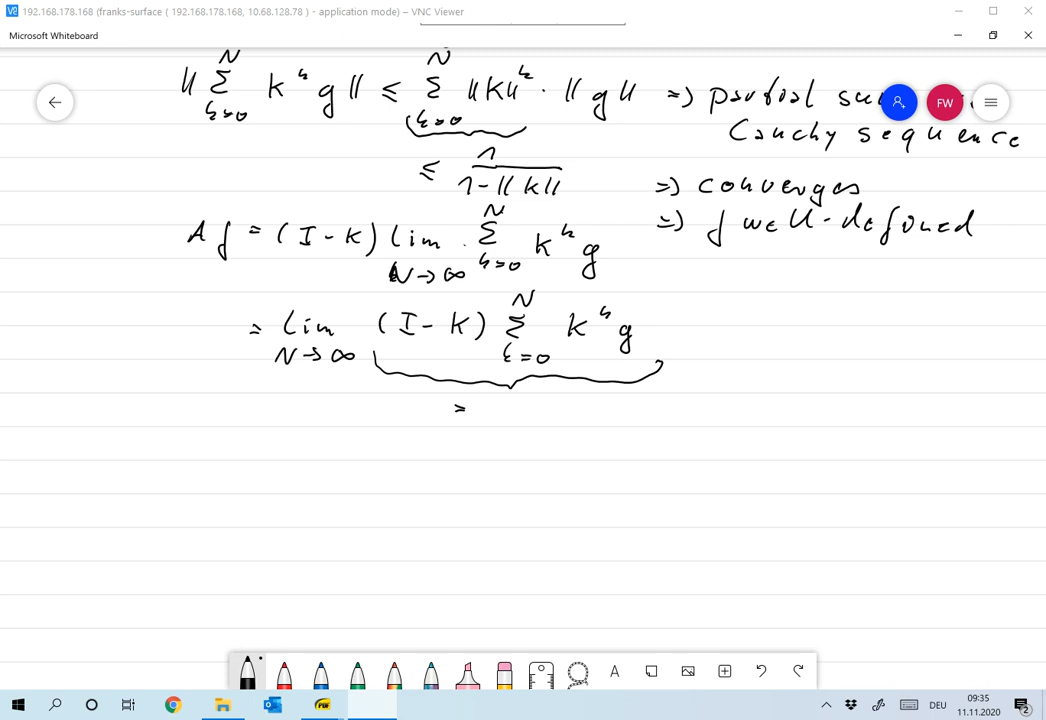 192.168.178.168 (franks-surface ( 192.168.178.168, 10.68.128.78 ) - application mode) – VNC Viewer
Microsoft Whiteboard
‖ Σ_{k=0}^{N} K^k g ‖ ≤ Σ_{k=0}^{N} ‖K‖^k · ‖g‖ ⇒ partial
Cauchy sequence
≤ 1/(1-‖K‖) ⇒ converges
A f = (I-K) lim_{N→∞} Σ_{k=0}^{N} K^k g ⇒ f well-defined
= lim_{N→∞} (I-K) Σ_{k=0}^{N} K^k g
=
FW
A
DEU
09:35
11.11.2020
2